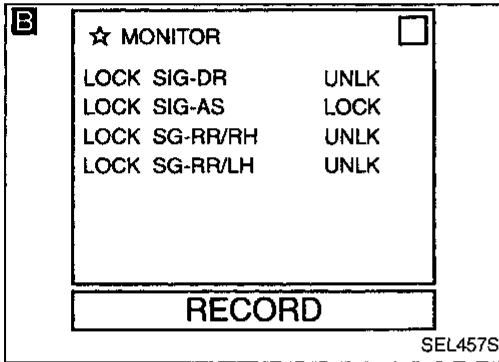 B
☆ MONITOR
LOCK SIG-DR UNLK
LOCK SIG-AS LOCK
LOCK SG-RR/RH UNLK
LOCK SG-RR/LH UNLK
RECORD
SEL457S